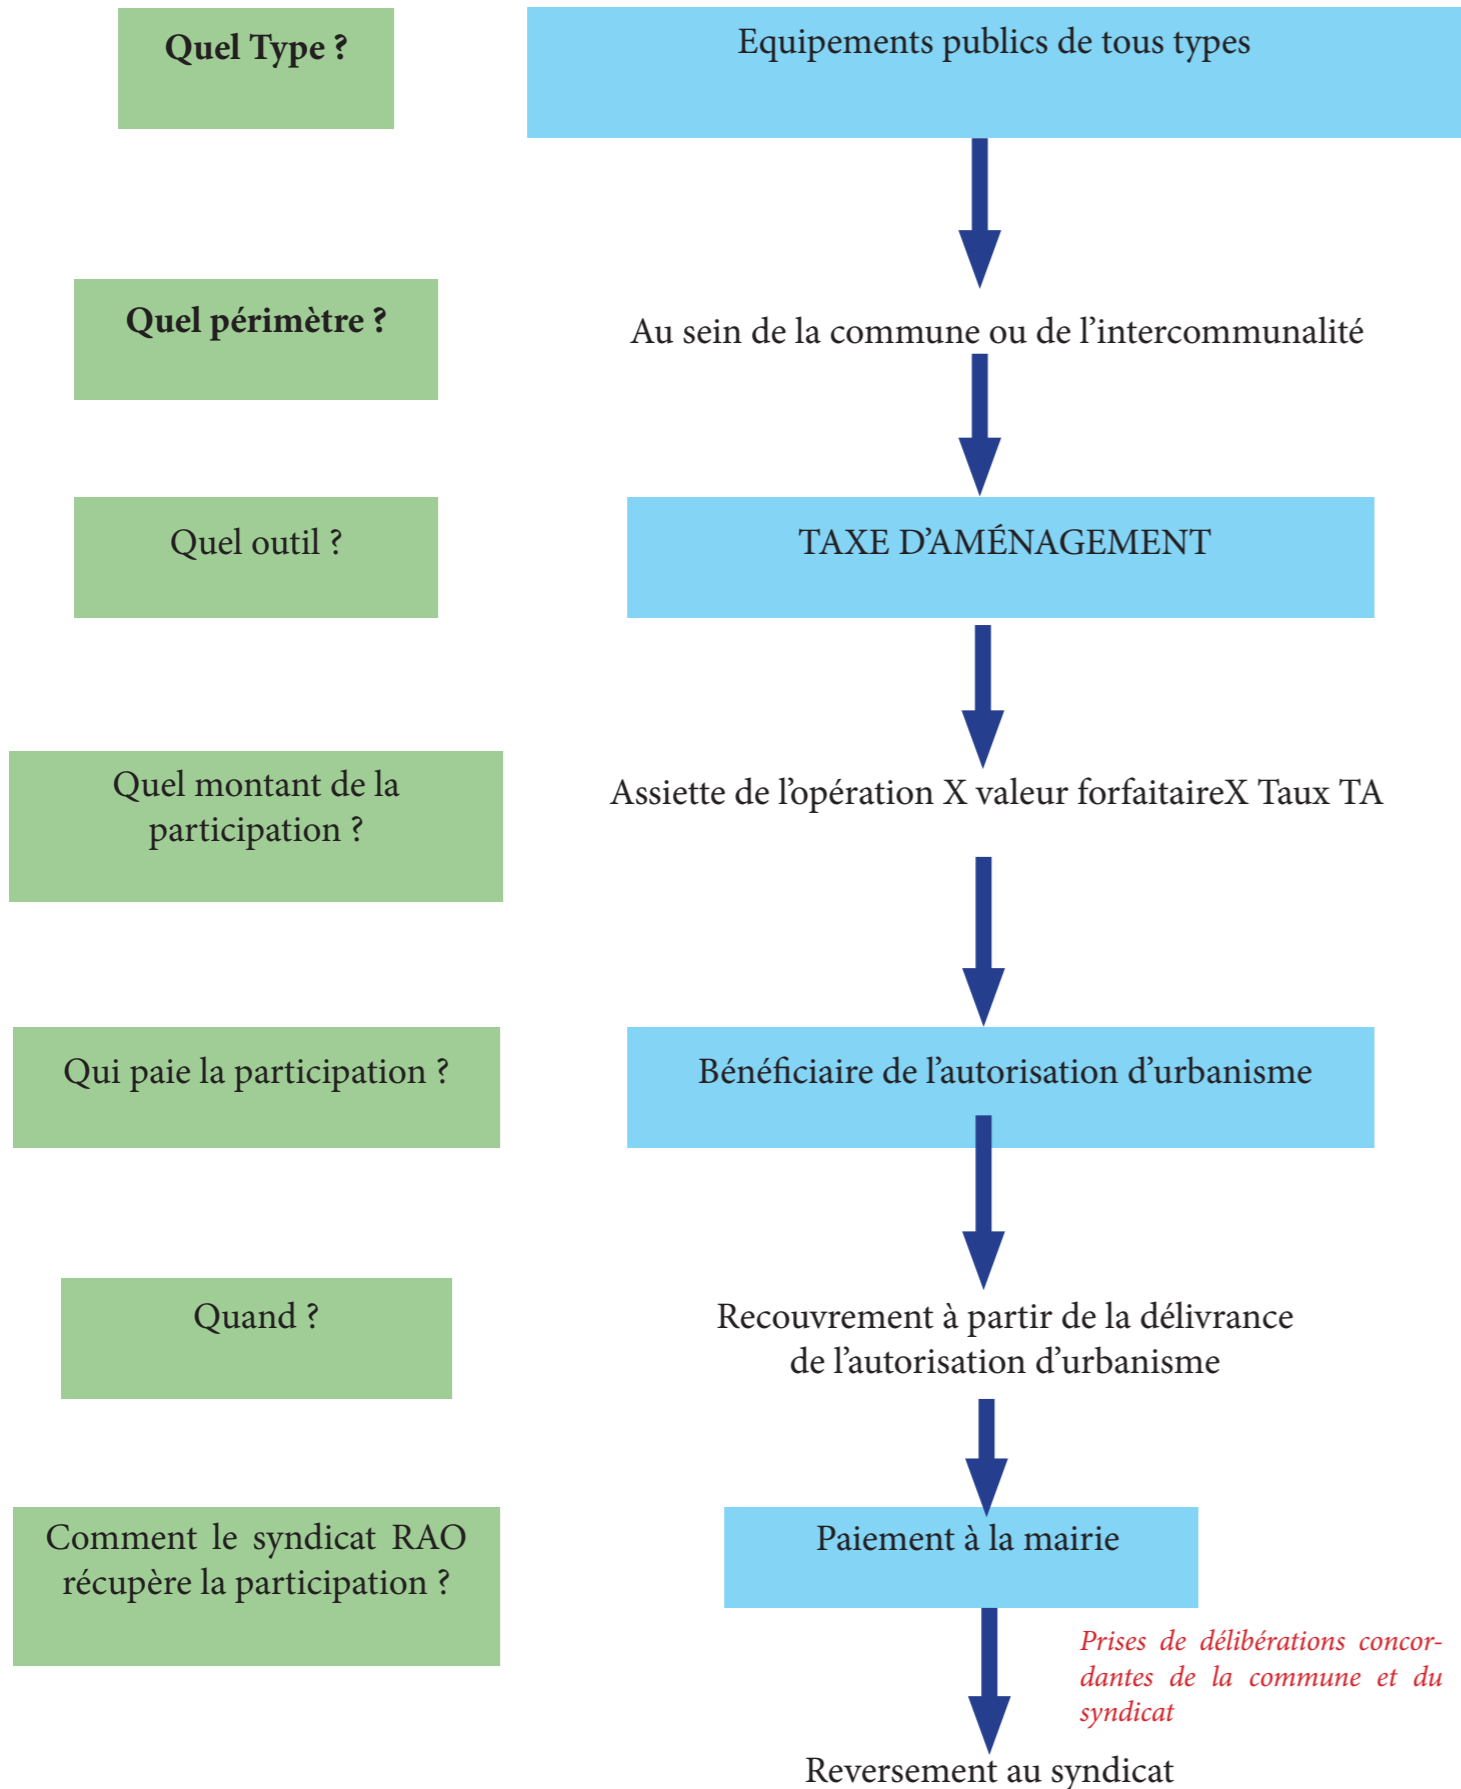 Quel Type ?
Equipements publics de tous types
Quel périmètre ?
Au sein de la commune ou de l'intercommunalité
Quel outil ?
TAXE D'AMÉNAGEMENT
Quel montant de la
participation ?
Assiette de l'opération X valeur forfaitaireX Taux TA
Qui paie la participation ?
Bénéficiaire de l'autorisation d'urbanisme
Quand ?
Recouvrement à partir de la délivrance
de l'autorisation d'urbanisme
Comment le syndicat RAO
récupère la participation ?
Paiement à la mairie
Prises de délibérations concor-
dantes de la commune et du
syndicat
Reversement au syndicat